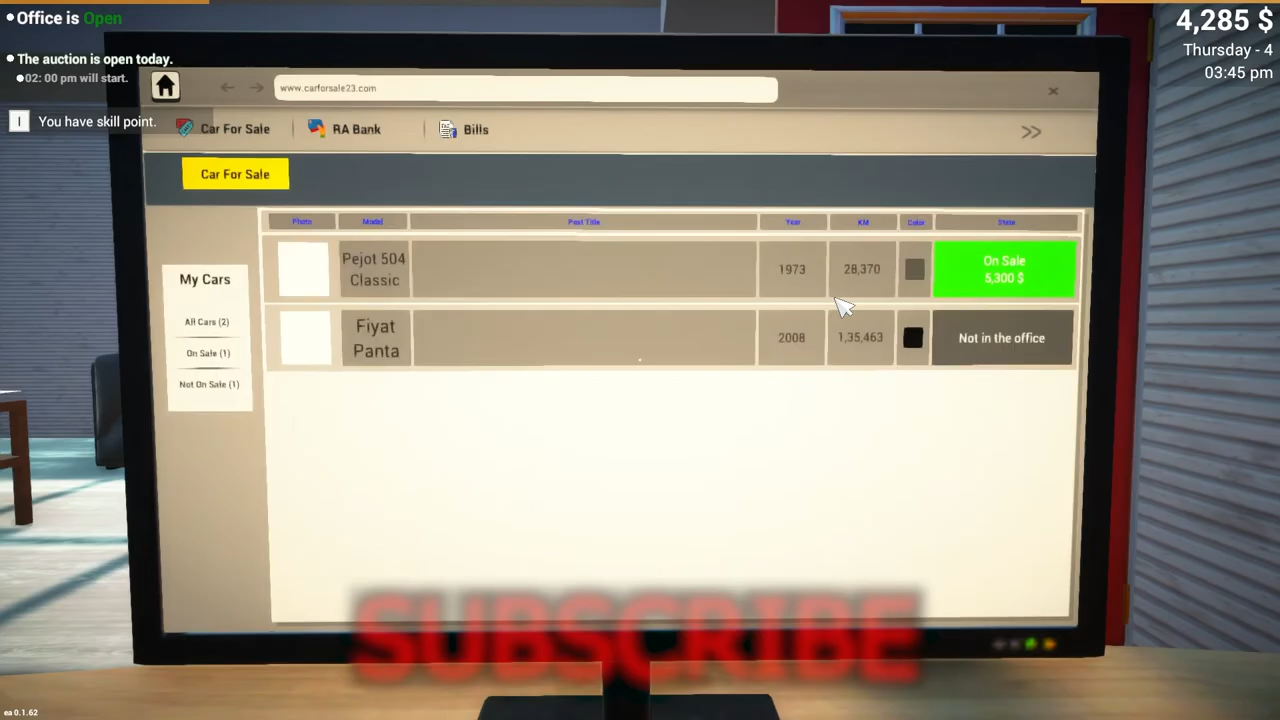 Office is Open
The auction is open today.
02: 00 pm will start.
I You have skill point.
4,285 $
Thursday - 4
03:45 pm
www.carforsale23.com
Car For Sale
RA Bank
Bills
>>
Car For Sale
Photo Model Post Title Year KM Color State
My Cars
All Cars (2)
On Sale (1)
Not On Sale (1)
Pejot 504
Classic
1973
28,370
On Sale
5,300 $
Fiyat
Panta
2008
1,35,463
Not in the office
SUBSCRIBE
ea 0.1.62